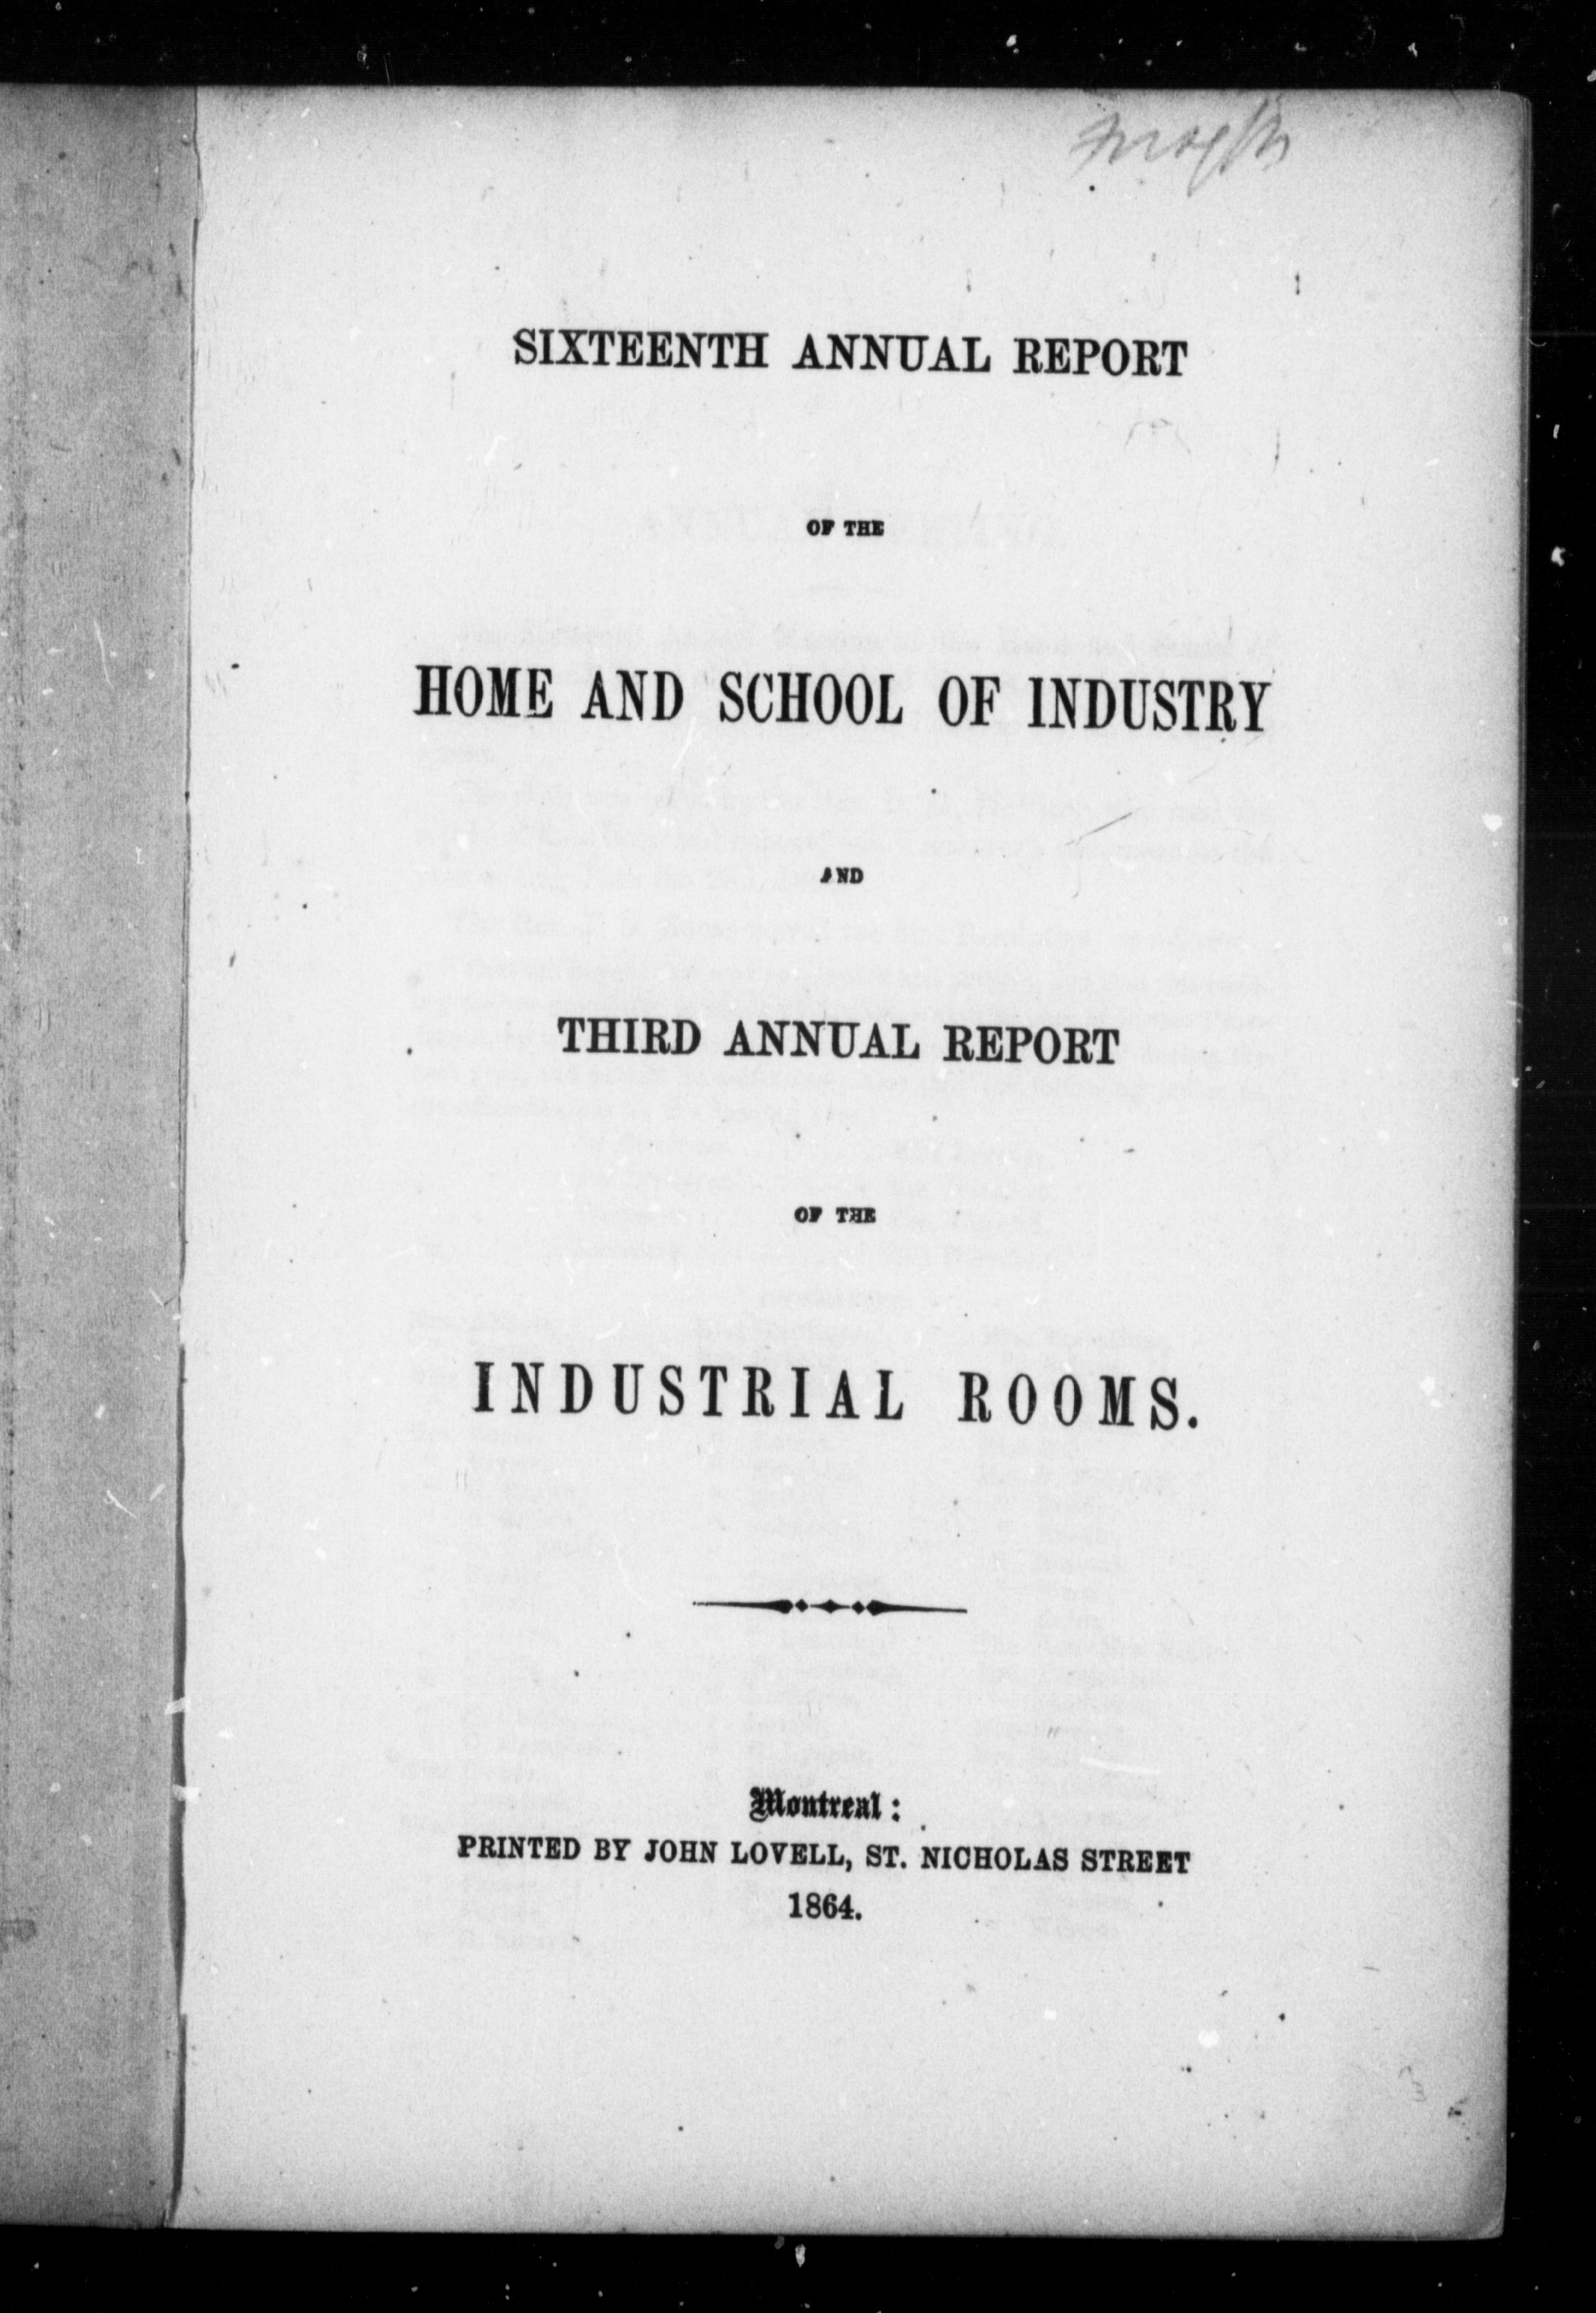 SIXTEENTH ANNUAL REPORT
OF THE
HOME AND SCHOOL OF INDUSTRY
AND
THIRD ANNUAL REPORT
OF THE
INDUSTRIAL ROOMS.
Montreal:
PRINTED BY JOHN LOVELL, ST. NICHOLAS STREET
1864.